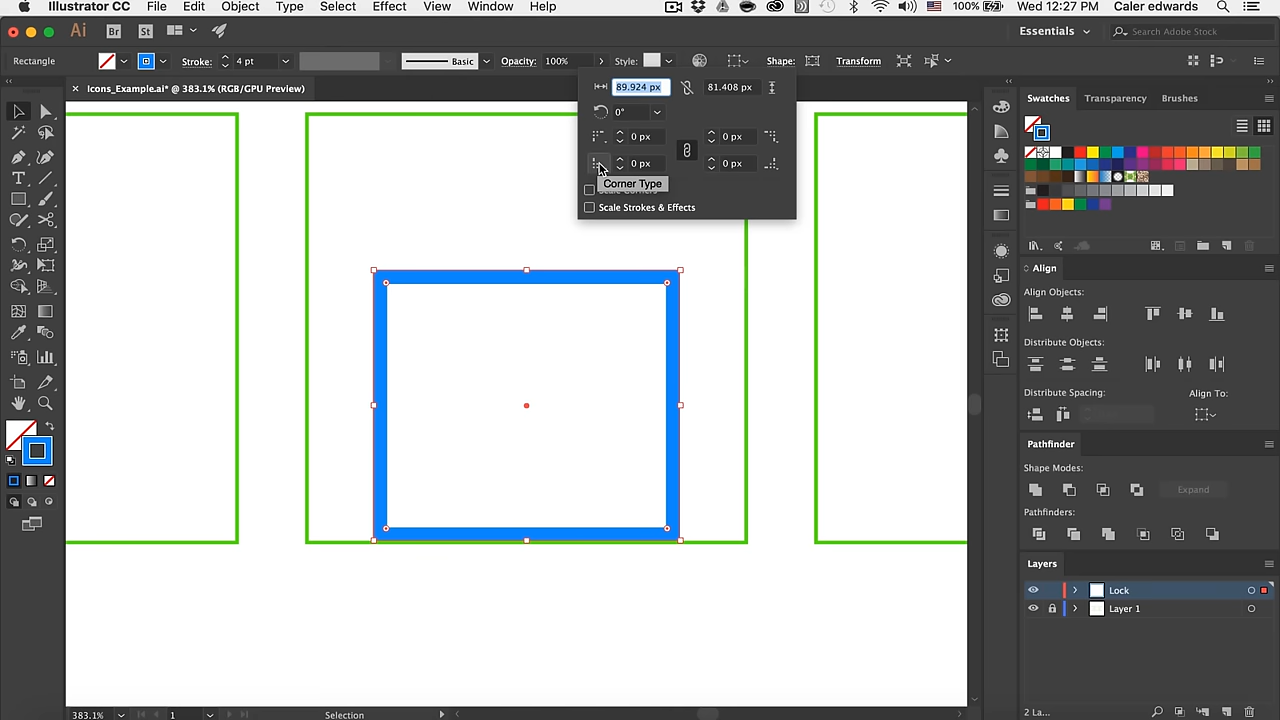 Illustrator CC File Edit Object Type Select Effect View Window Help 100% Wed 12:27 PM Caler edwards
Ai Br St Essentials Search Adobe Stock
Rectangle Stroke: 4 pt Basic Opacity: 100% Style: Shape: Transform
Icons_Example.ai* @ 383.1% (RGB/GPU Preview)
89.924 px 81.408 px
0°
0 px 0 px
0 px 0 px
Corner Type
Scale Strokes & Effects
Swatches Transparency Brushes
Align
Align Objects:
Distribute Objects:
Distribute Spacing: Align To:
Pathfinder
Shape Modes:
Expand
Pathfinders:
Layers
Lock
Layer 1
2 La...
383.1% 1 Selection